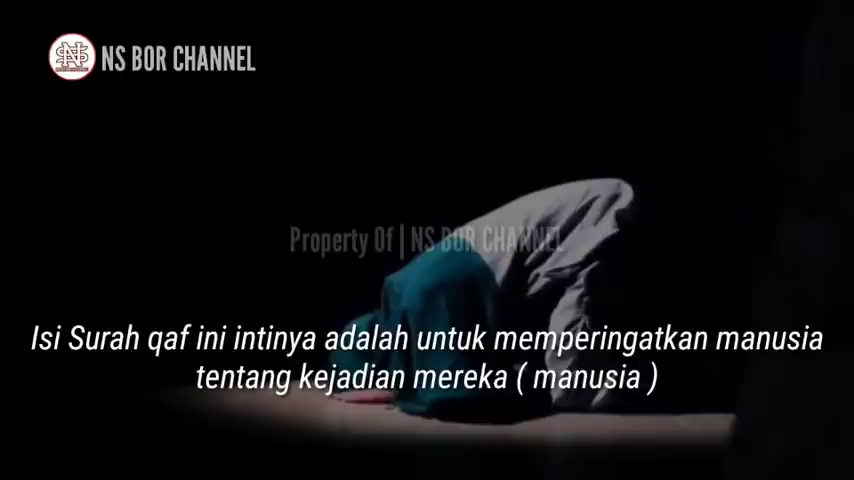 NS BOR CHANNEL
Property Of | NS BOR CHANNEL
Isi Surah qaf ini intinya adalah untuk memperingatkan manusia
tentang kejadian mereka ( manusia )